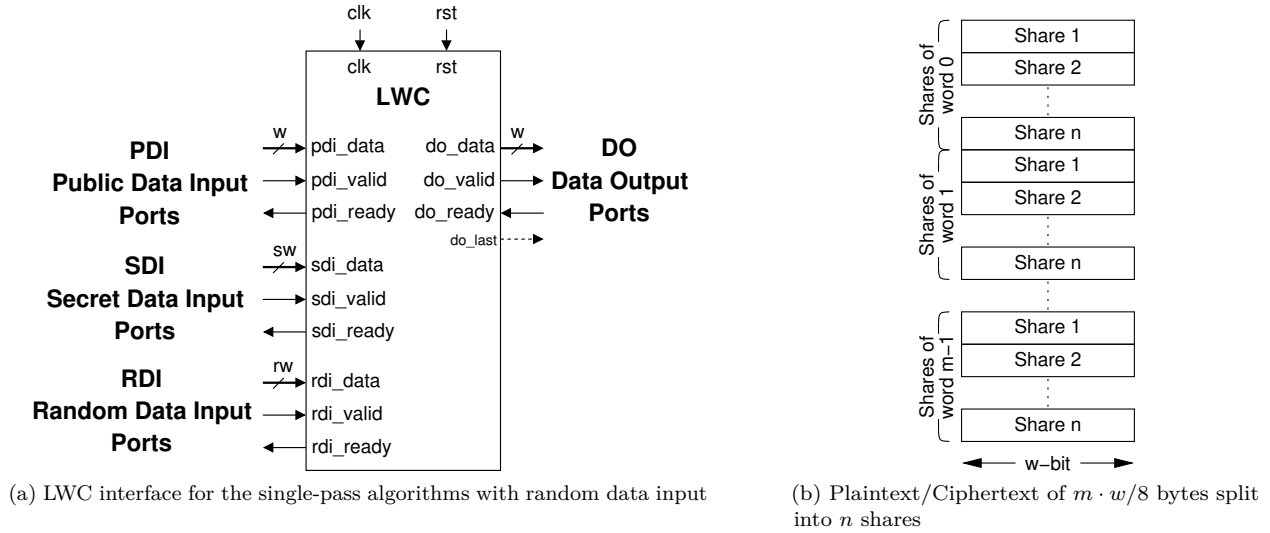 clk rst
clk rst
LWC
PDI
Public Data Input
Ports
w
pdi_data
pdi_valid
pdi_ready
SDI
Secret Data Input
Ports
sw
sdi_data
sdi_valid
sdi_ready
RDI
Random Data Input
Ports
rw
rdi_data
rdi_valid
rdi_ready
do_data
do_valid
do_ready
do_last
w
DO
Data Output
Ports
(a) LWC interface for the single-pass algorithms with random data input
Shares of
word 0
Share 1
Share 2
Share n
Shares of
word 1
Share 1
Share 2
Share n
Shares of
word m−1
Share 1
Share 2
Share n
w−bit
(b) Plaintext/Ciphertext of m · w/8 bytes split
into n shares